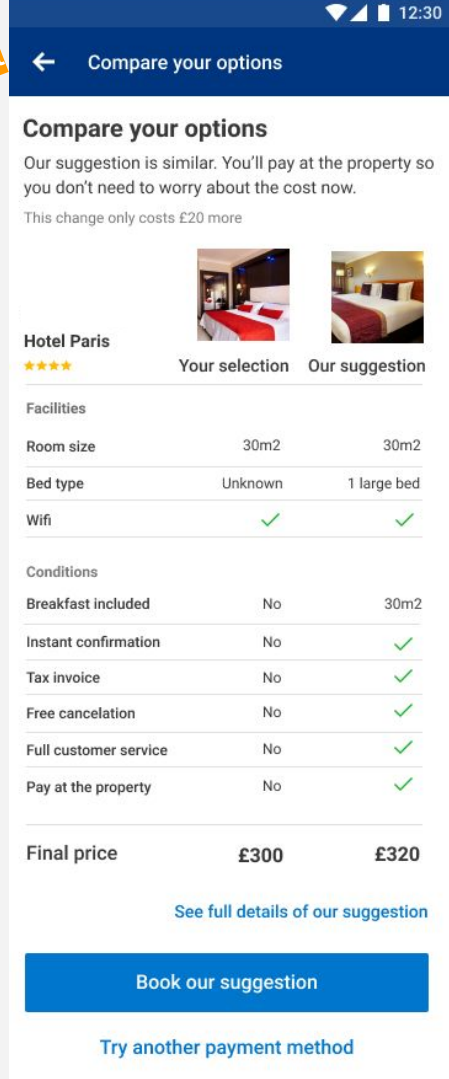 12:30
Compare your options
Compare your options
Our suggestion is similar. You’ll pay at the property so
you don’t need to worry about the cost now.
This change only costs £20 more
Hotel Paris
Your selection Our suggestion
Facilities
Room size 30m2 30m2
Bed type Unknown 1 large bed
Wifi
Conditions
Breakfast included No 30m2
Instant confirmation No
Tax invoice No
Free cancelation No
Full customer service No
Pay at the property No
Final price £300 £320
See full details of our suggestion
Book our suggestion
Try another payment method